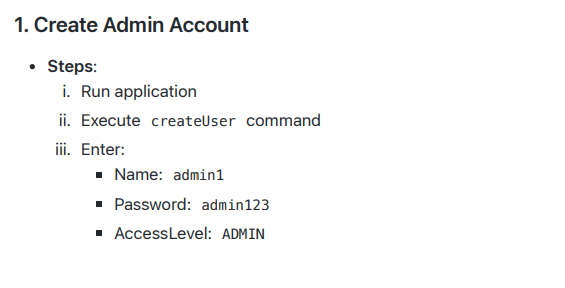 1. Create Admin Account
• Steps:
i. Run application
ii. Execute createUser command
iii. Enter:
▪ Name: admin1
▪ Password: admin123
▪ AccessLevel: ADMIN